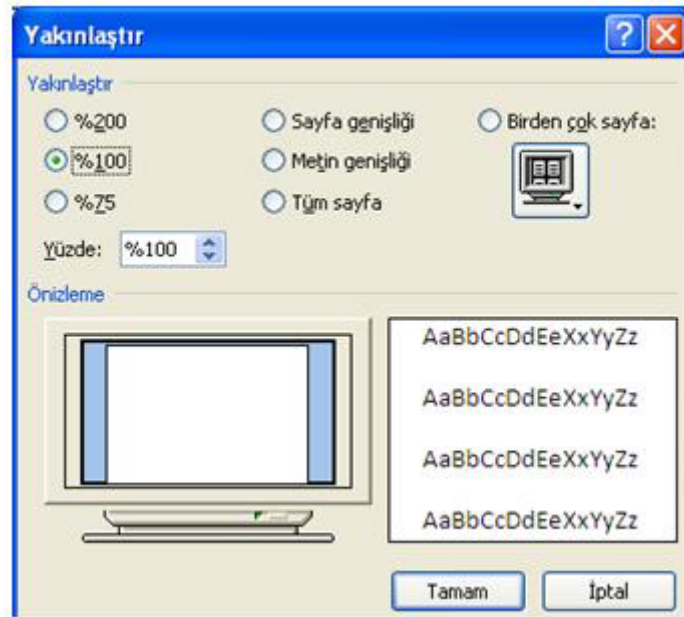 Yakınlaştır
Yakınlaştır
%200 Sayfa genişliği Birden çok sayfa:
%100 Metin genişliği
%75 Tüm sayfa
Yüzde: %100
Önizleme
AaBbCcDdEeXxYyZz
AaBbCcDdEeXxYyZz
AaBbCcDdEeXxYyZz
AaBbCcDdEeXxYyZz
Tamam İptal